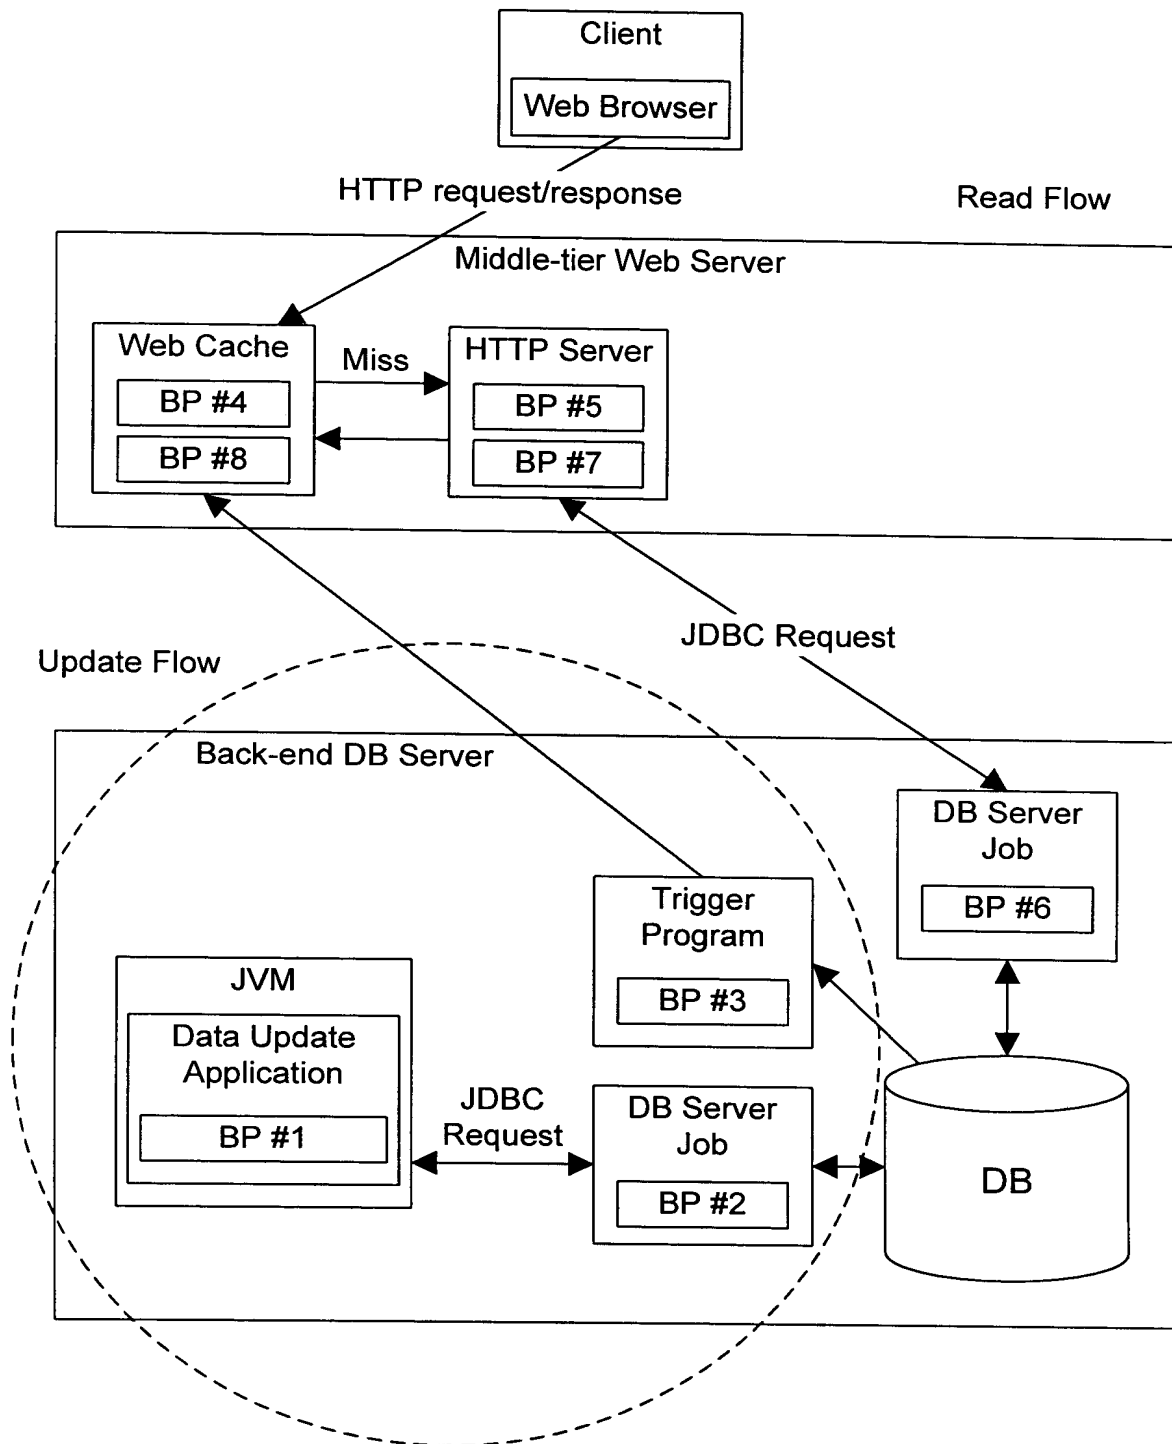 Client
Web Browser
HTTP request/response
Read Flow
Middle-tier Web Server
Web Cache
BP #4
BP #8
Miss
HTTP Server
BP #5
BP #7
JDBC Request
Update Flow
Back-end DB Server
DB Server
Job
BP #6
Trigger
Program
BP #3
JVM
Data Update
Application
BP #1
JDBC
Request
DB Server
Job
BP #2
DB